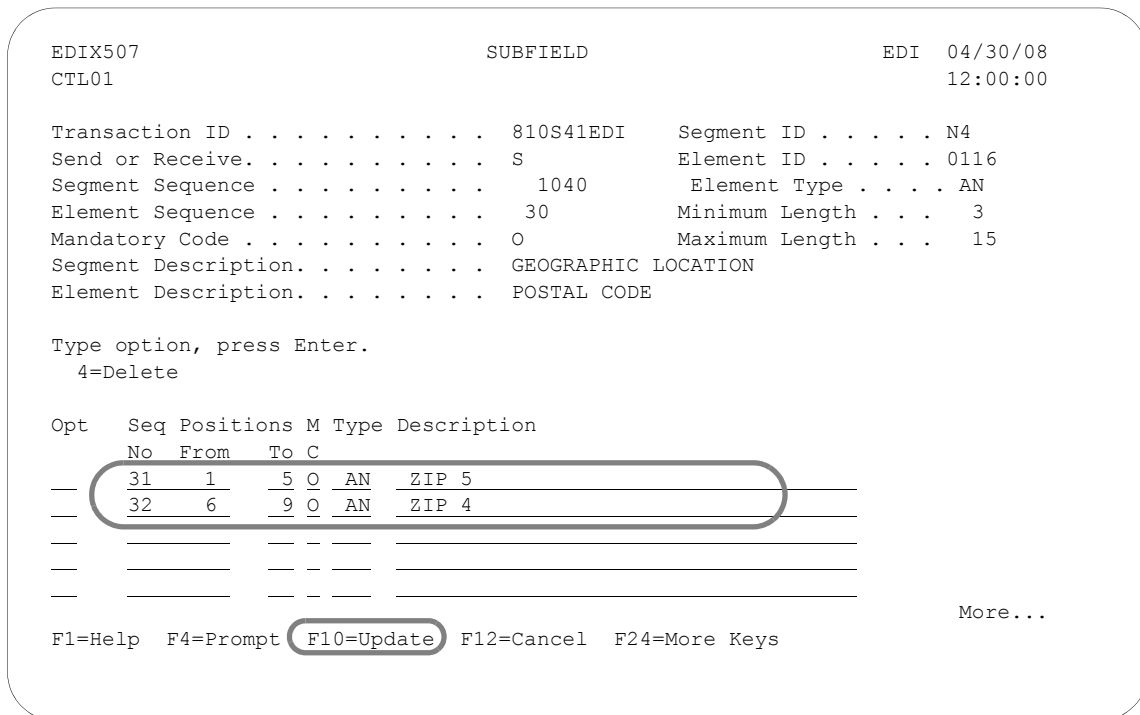 EDIX507 SUBFIELD EDI 04/30/08
CTL01 12:00:00
Transaction ID . . . . . . . . . . 810S41EDI Segment ID . . . . . N4
Send or Receive. . . . . . . . . . S Element ID . . . . . 0116
Segment Sequence . . . . . . . . . 1040 Element Type . . . . AN
Element Sequence . . . . . . . . . 30 Minimum Length . . . 3
Mandatory Code . . . . . . . . . . O Maximum Length . . . 15
Segment Description. . . . . . . . GEOGRAPHIC LOCATION
Element Description. . . . . . . . POSTAL CODE
Type option, press Enter.
4=Delete
Opt Seq Positions M Type Description
No From To C
31 1 5 O AN ZIP 5
32 6 9 O AN ZIP 4
More...
F1=Help F4=Prompt F10=Update F12=Cancel F24=More Keys